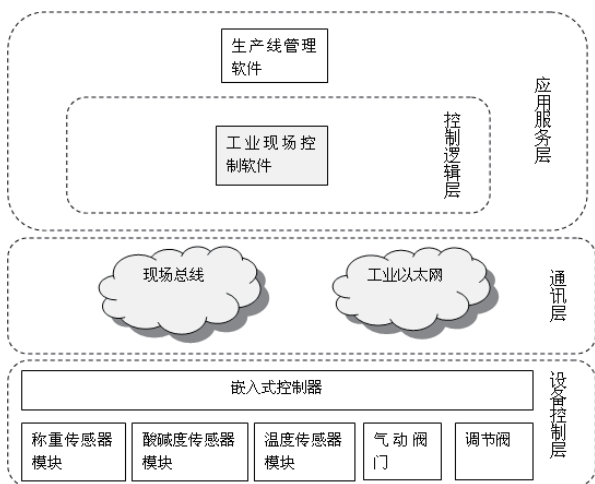 生产线管理
软件
应用服务层
控制逻辑层
工业现场控
制软件
现场总线
工业以太网
通讯层
设备控制层
嵌入式控制器
称重传感器
模块
酸碱度传感器
模块
温度传感器
模块
气动阀
门
调节阀